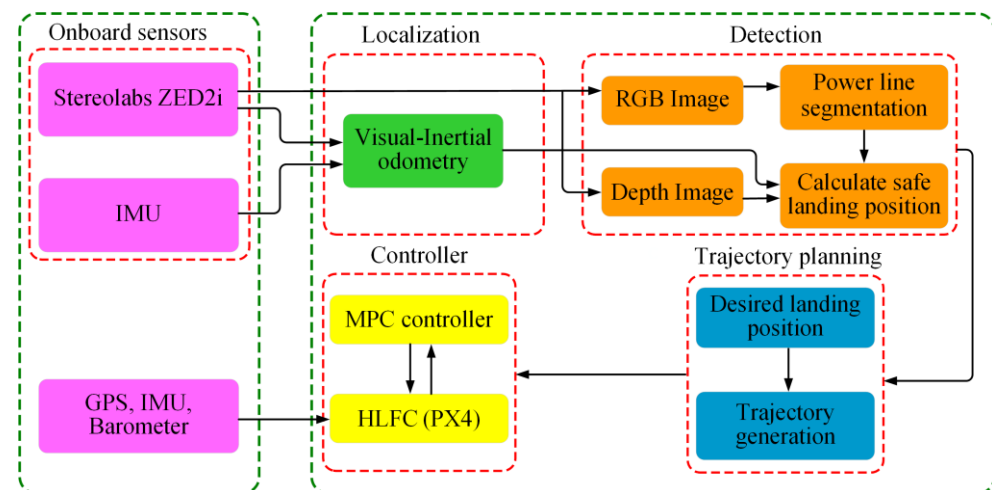 Onboard sensors
Stereolabs ZED2i
IMU
GPS, IMU,
Barometer
Localization
Visual-Inertial
odometry
Detection
RGB Image
Power line
segmentation
Depth Image
Calculate safe
landing position
Controller
MPC controller
HLFC (PX4)
Trajectory planning
Desired landing
position
Trajectory
generation